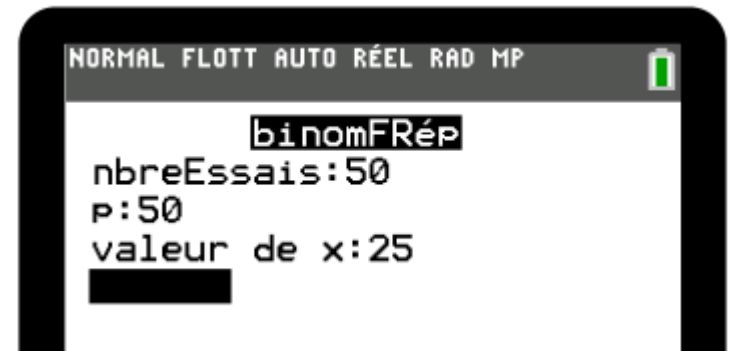 NORMAL FLOTT AUTO RÉEL RAD MP
binomFRép
nbreEssais:50
p:50
valeur de x:25